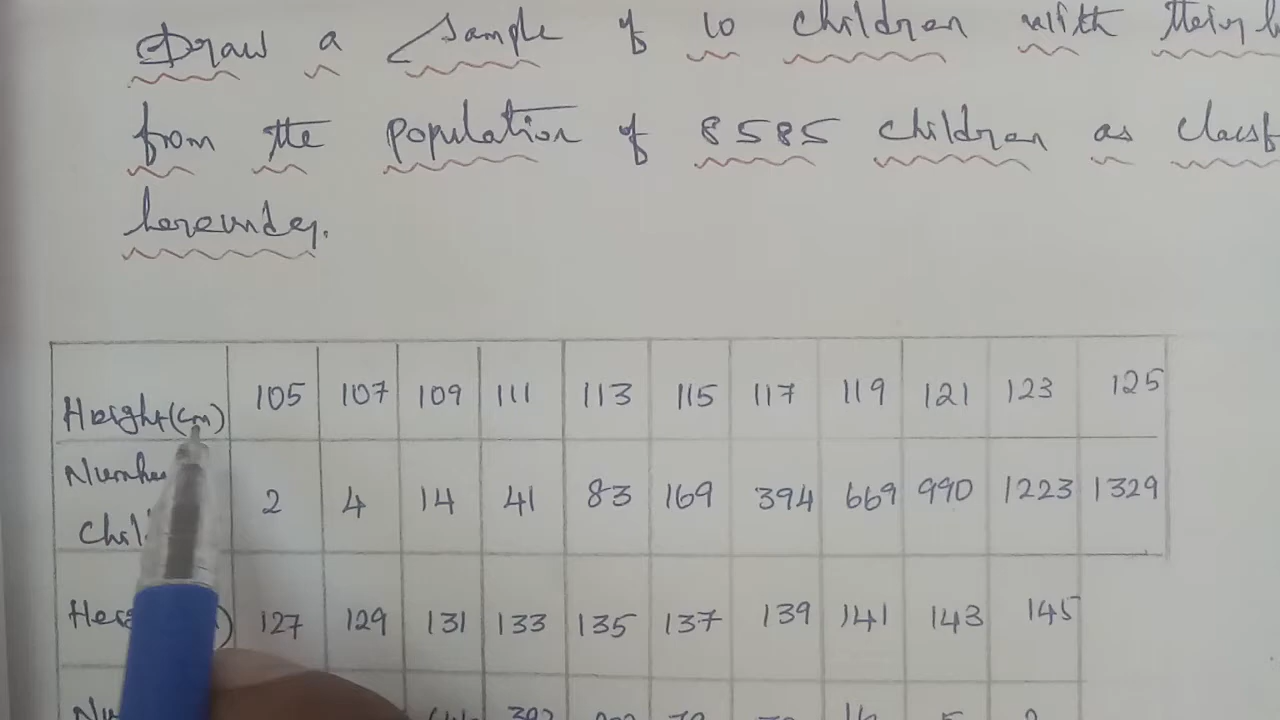 Draw a sample of 10 children with their
from the population of 8585 children as
hereunder.
Height(cm) 105 107 109 111 113 115 117 119 121 123 125
2 4 14 41 83 169 394 669 990 1223 1329
127 129 131 133 135 137 139 141 143 145